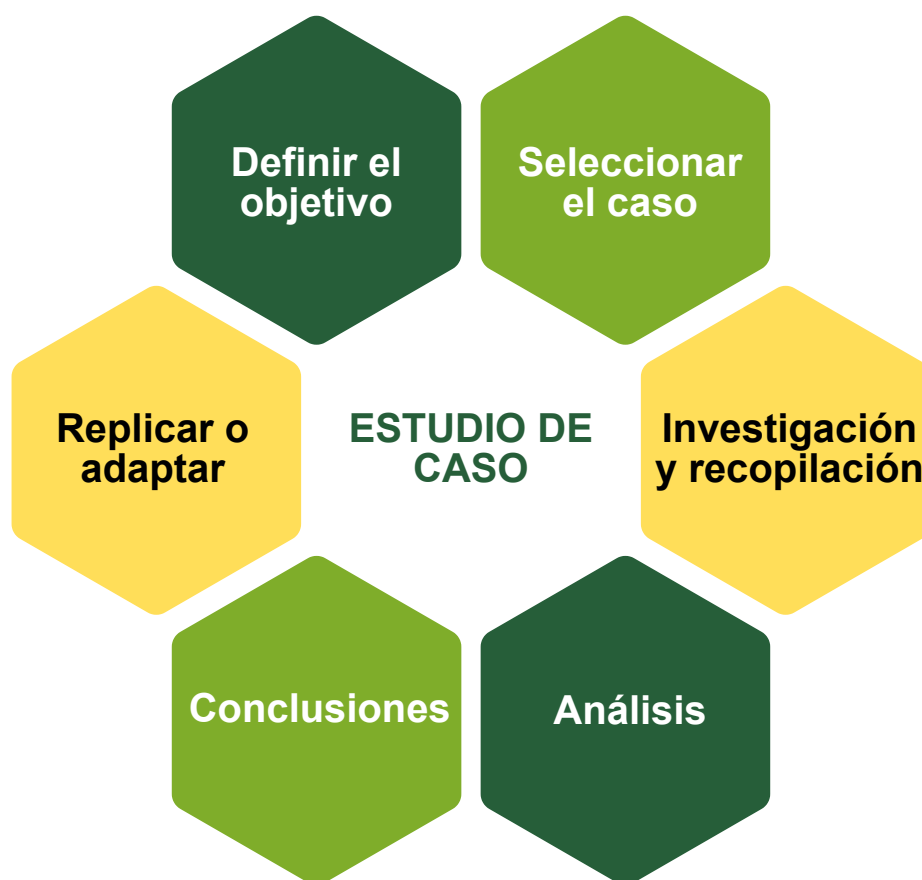 Definir el
objetivo
Seleccionar
el caso
Replicar o
adaptar
ESTUDIO DE
CASO
Investigación
y recopilación
Conclusiones
Análisis